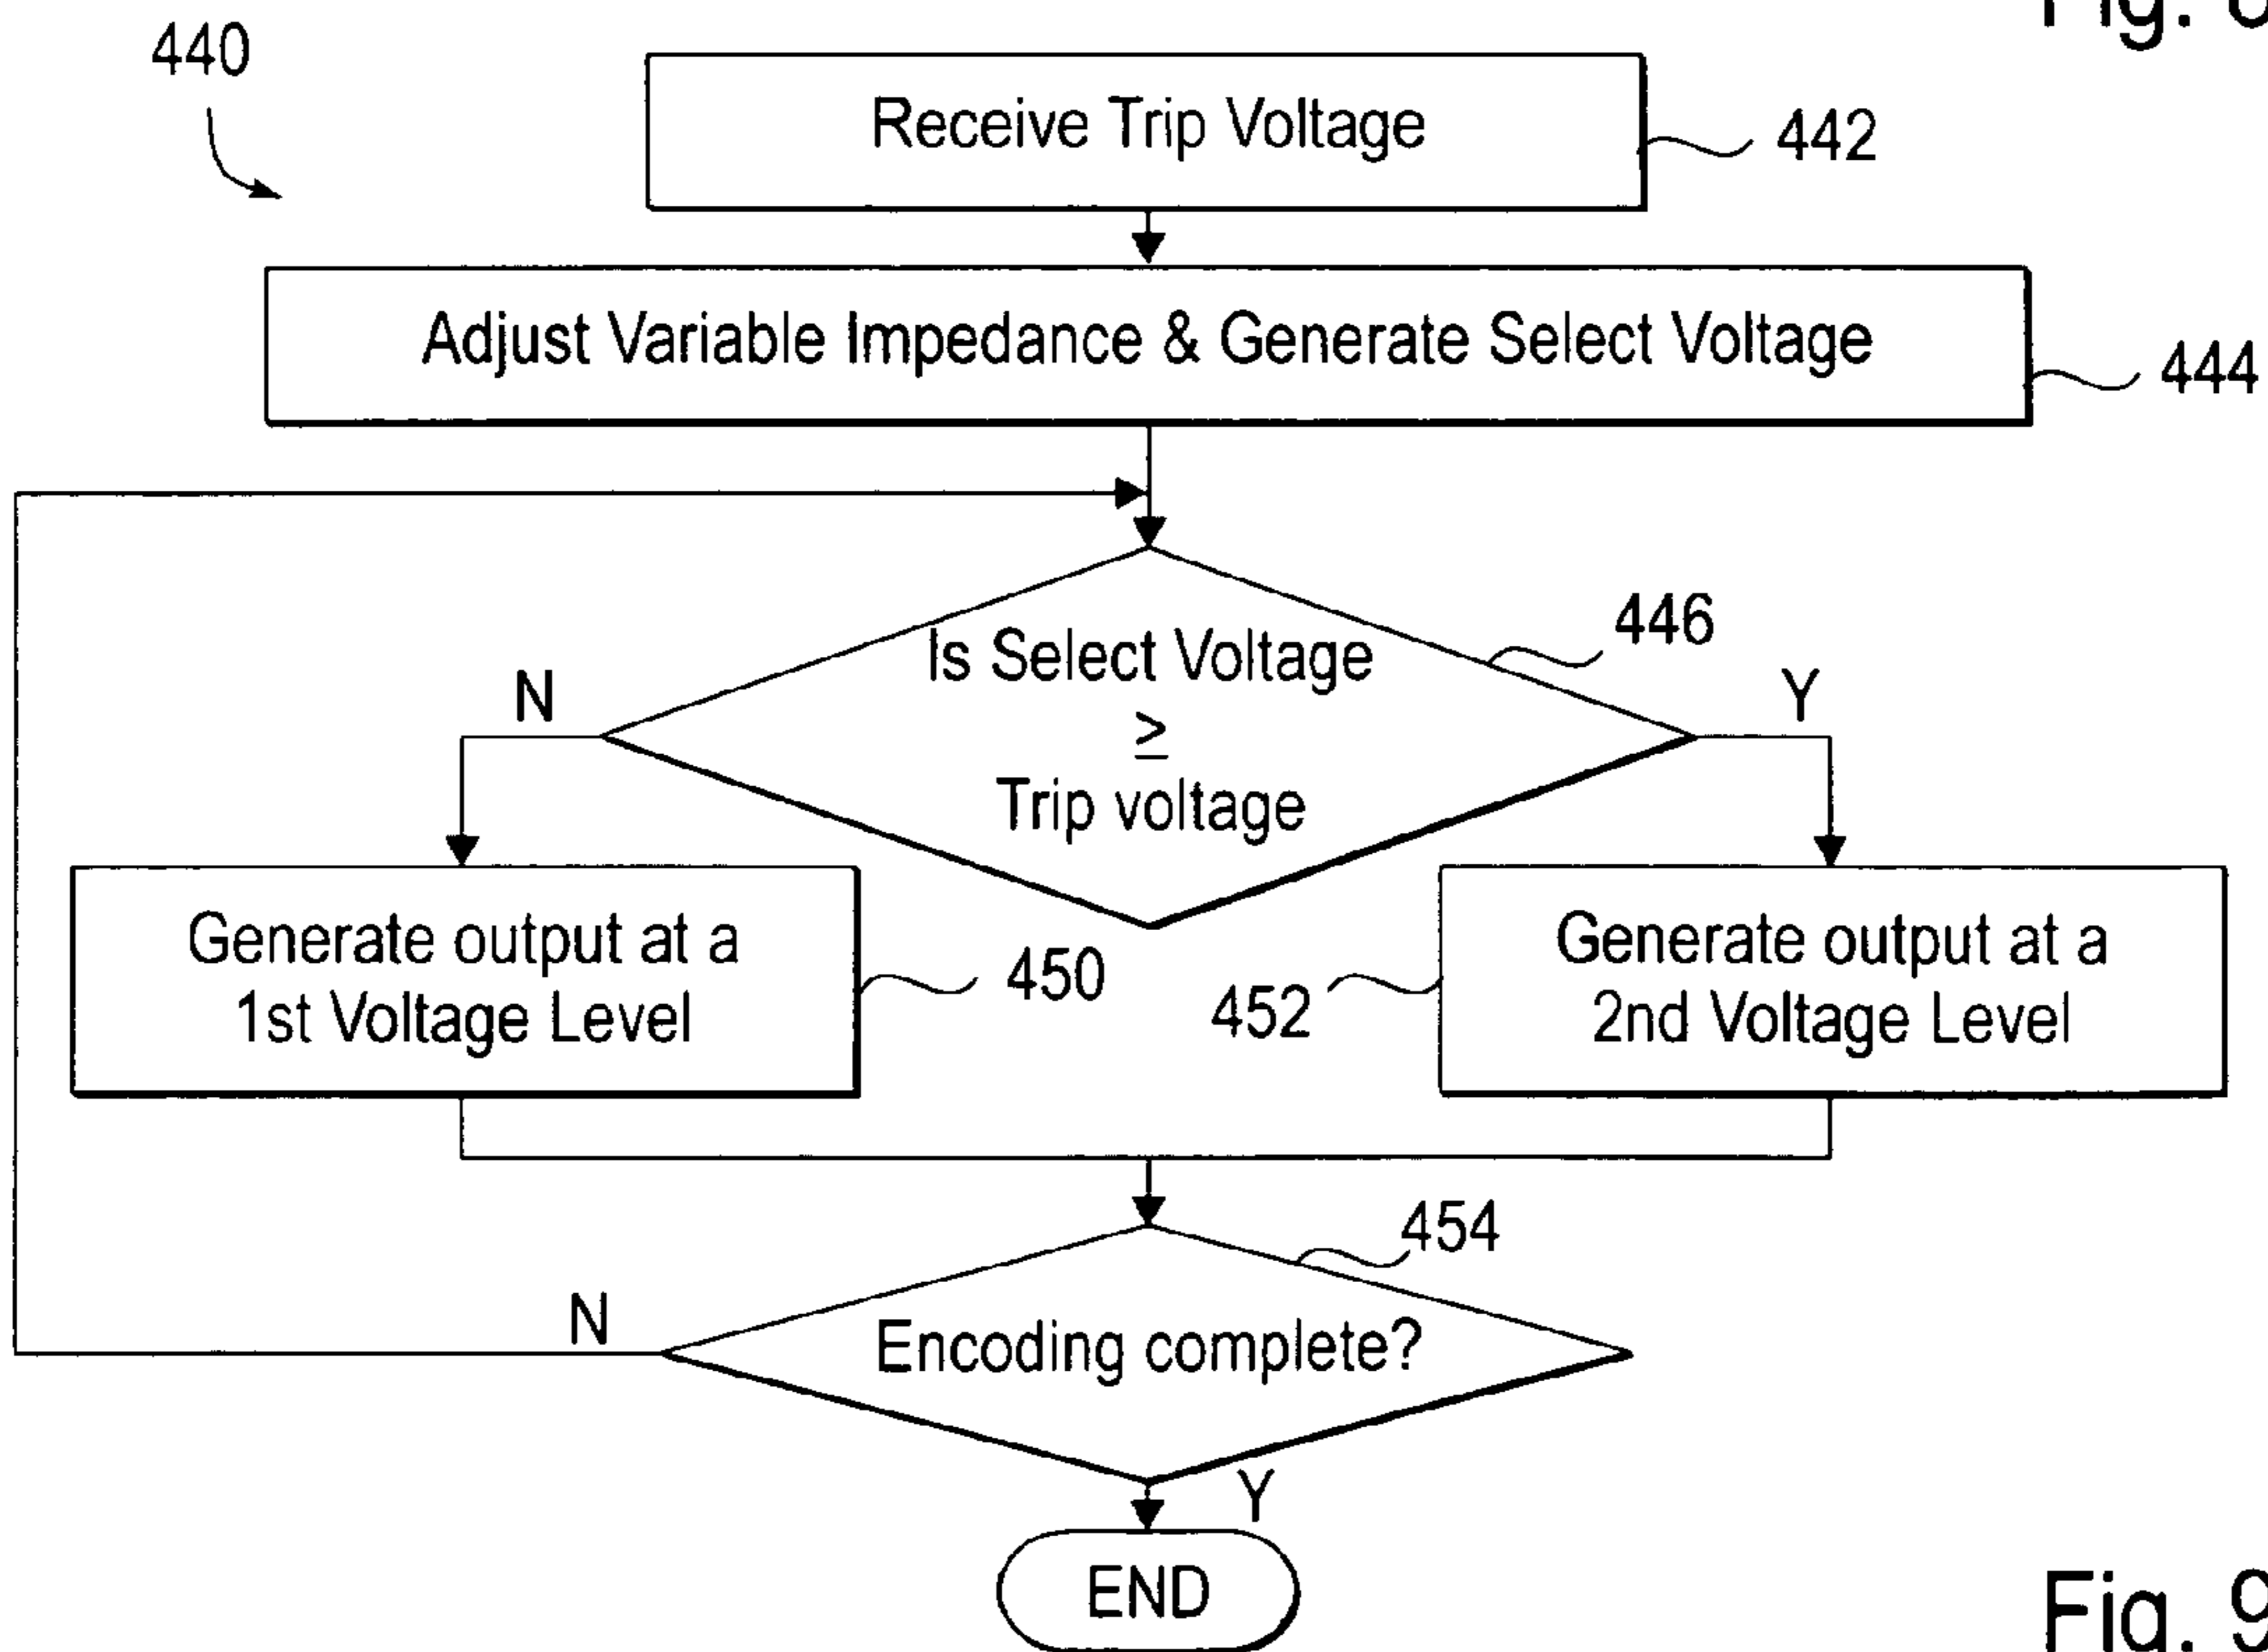 Fig. 8
440
Receive Trip Voltage
442
Adjust Variable Impedance & Generate Select Voltage
444
Is Select Voltage
≥
Trip voltage
446
N
Y
Generate output at a
1st Voltage Level
450
452
Generate output at a
2nd Voltage Level
454
Encoding complete?
N
Y
END
Fig. 9